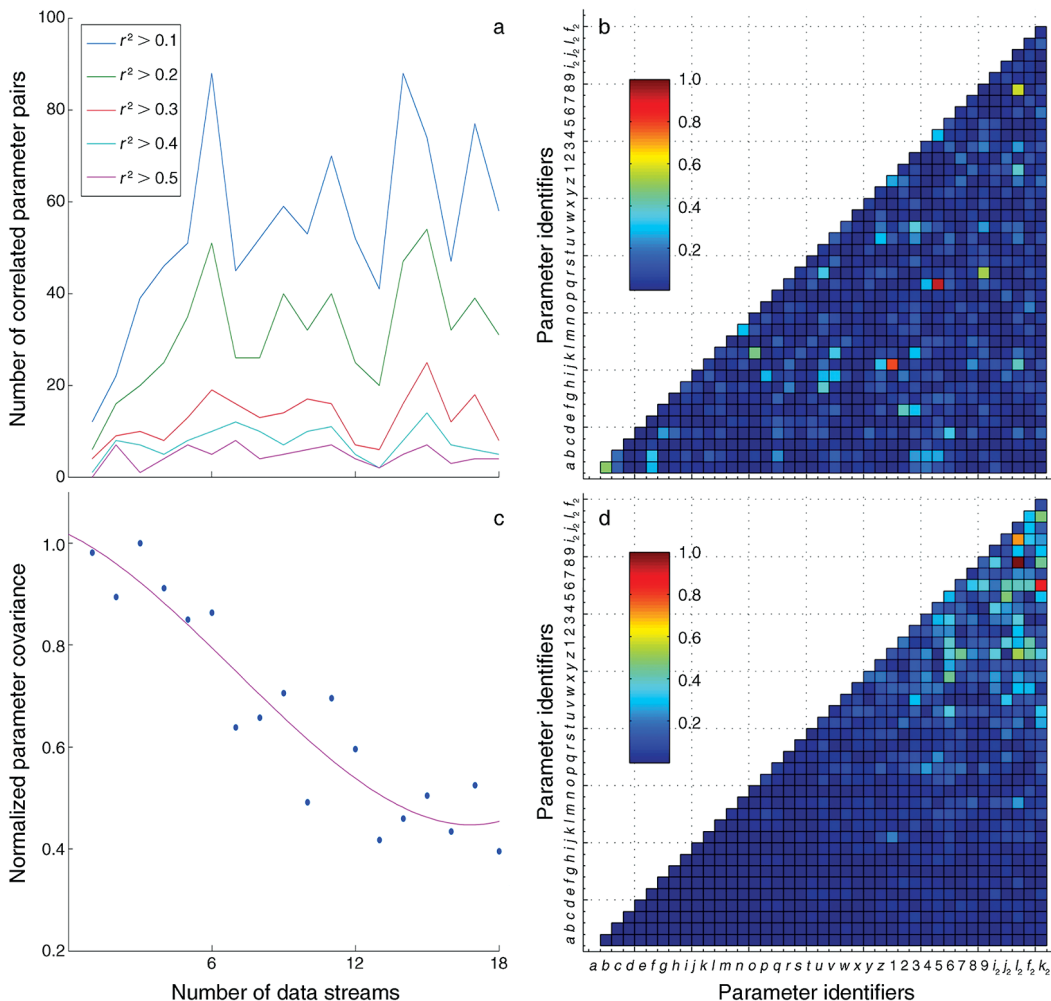 a
100
80
60
40
20
0
Number of correlated parameter pairs
r² > 0.1
r² > 0.2
r² > 0.3
r² > 0.4
r² > 0.5
6
12
18
b
1.0
0.8
0.6
0.4
0.2
Parameter identifiers
a b c d e f g h i j k l m n o p q r s t u v w x y z 1 2 3 4 5 6 7 8 9 i₂ j₂ l₂ f₂
c
1.0
0.8
0.6
0.4
0.2
Normalized parameter covariance
6
12
18
Number of data streams
d
1.0
0.8
0.6
0.4
0.2
Parameter identifiers
a b c d e f g h i j k l m n o p q r s t u v w x y z 1 2 3 4 5 6 7 8 9 i₂ j₂ l₂ f₂
a b c d e f g h i j k l m n o p q r s t u v w x y z 1 2 3 4 5 6 7 8 9 i₂ j₂ l₂ f₂ k₂
Parameter identifiers